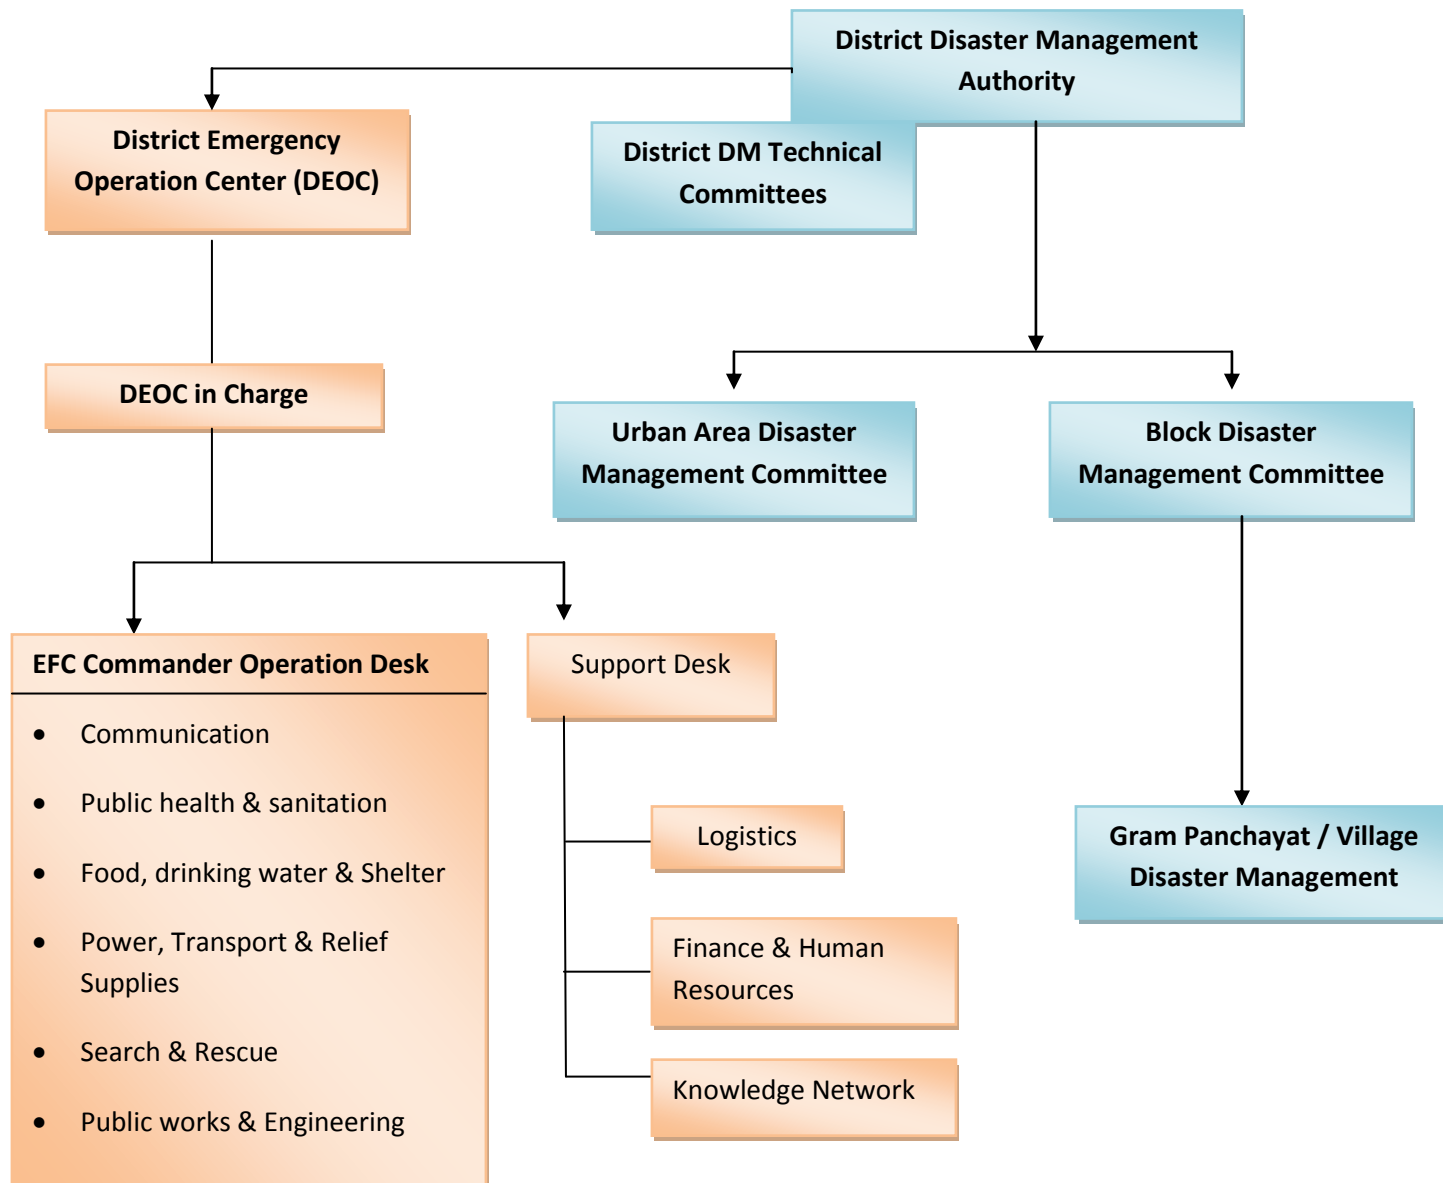 District Disaster Management
Authority
District Emergency
Operation Center (DEOC)
District DM Technical
Committees
DEOC in Charge
Urban Area Disaster
Management Committee
Block Disaster
Management Committee
EFC Commander Operation Desk
• Communication
• Public health & sanitation
• Food, drinking water & Shelter
• Power, Transport & Relief
Supplies
• Search & Rescue
• Public works & Engineering
Support Desk
Logistics
Finance & Human
Resources
Knowledge Network
Gram Panchayat / Village
Disaster Management